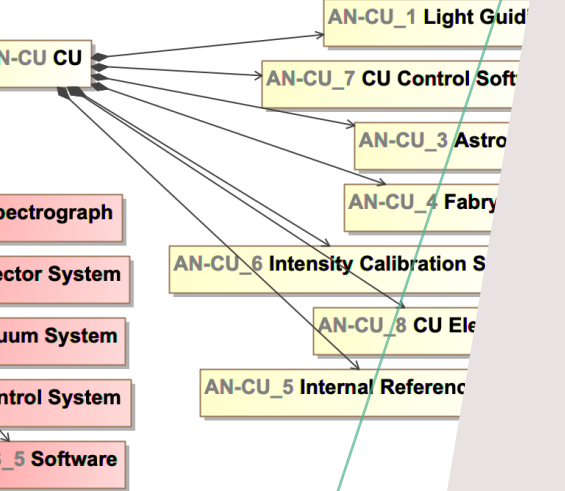 AN-CU_1 Light Guid
N-CU CU
AN-CU_7 CU Control Soft
AN-CU_3 Astro
AN-CU_4 Fabry
pectrograph
AN-CU_6 Intensity Calibration S
ector System
AN-CU_8 CU Ele
uum System
AN-CU_5 Internal Referenc
ntrol System
_5 Software